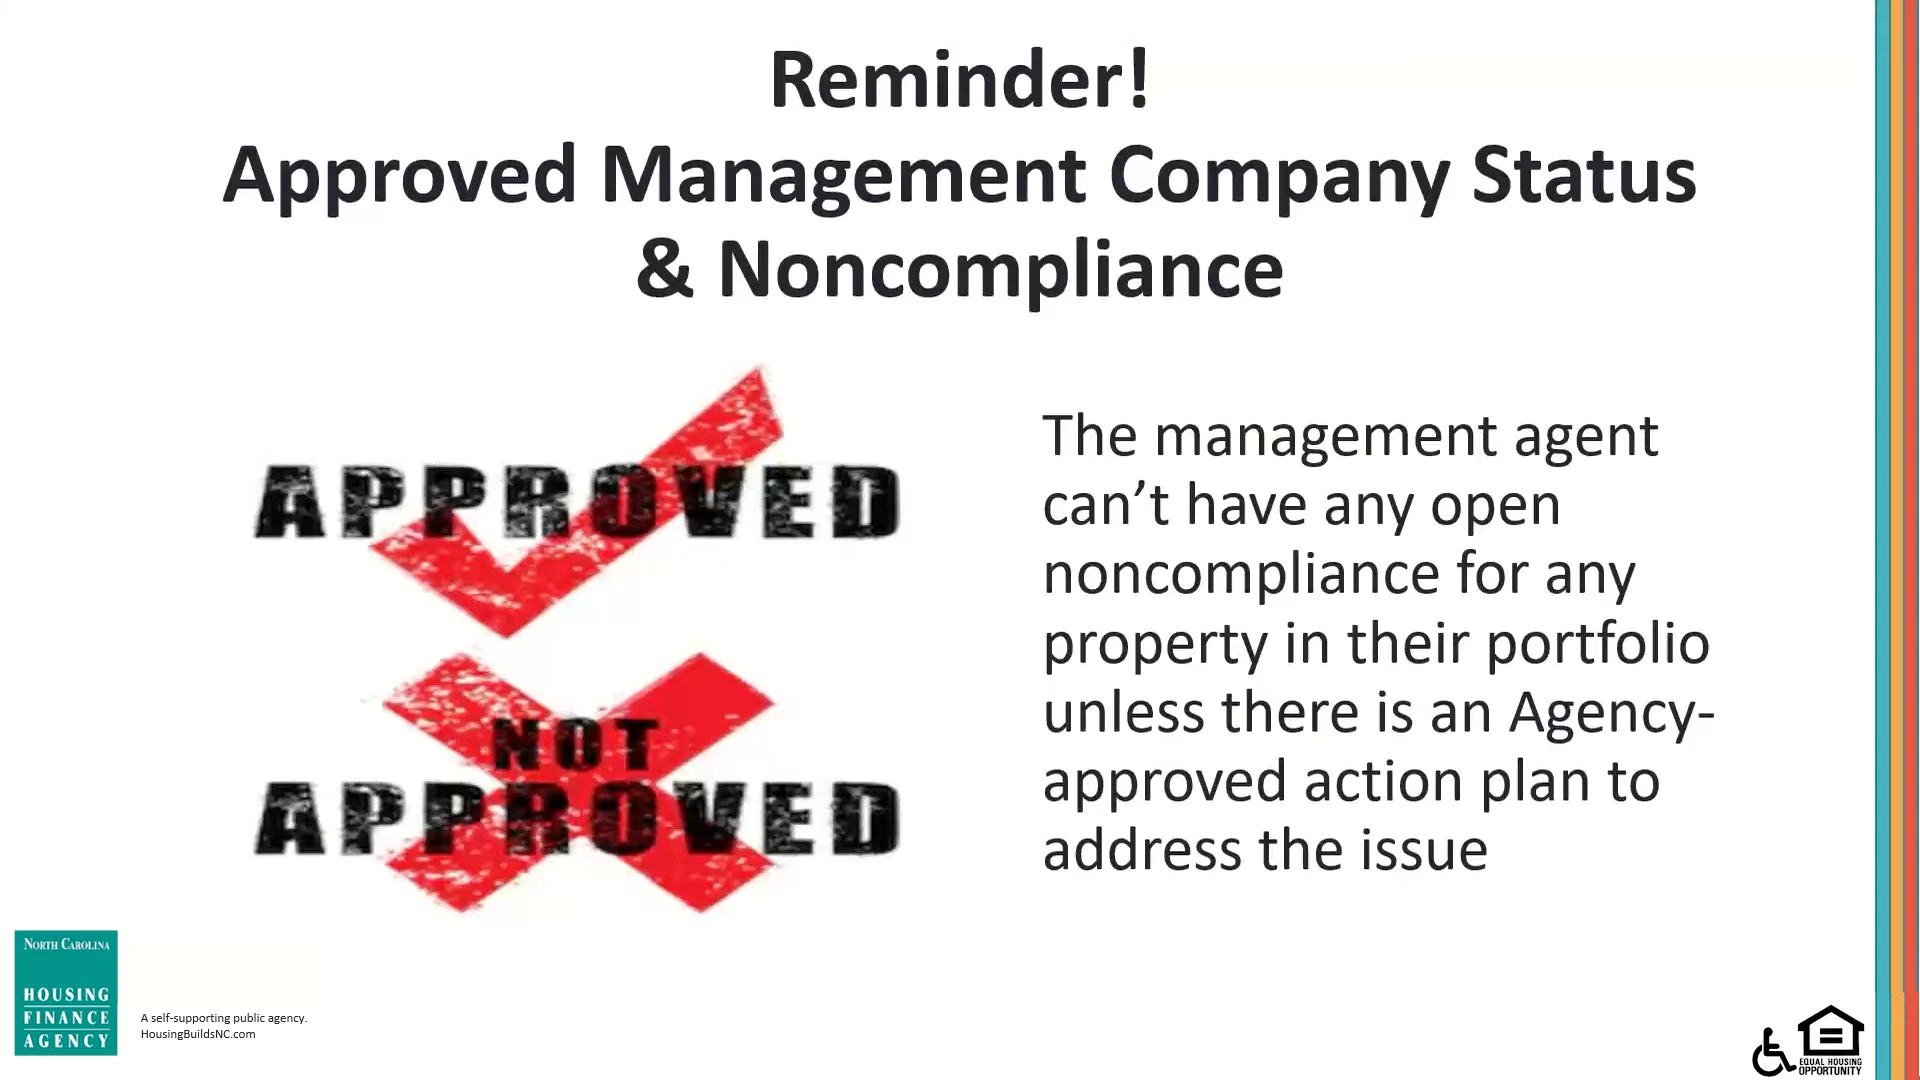 Reminder!
Approved Management Company Status
& Noncompliance
APPROVED
NOT
APPROVED
The management agent
can’t have any open
noncompliance for any
property in their portfolio
unless there is an Agency-
approved action plan to
address the issue
NORTH CAROLINA
HOUSING
FINANCE
AGENCY
A self-supporting public agency.
HousingBuildsNC.com
EQUAL HOUSING
OPPORTUNITY